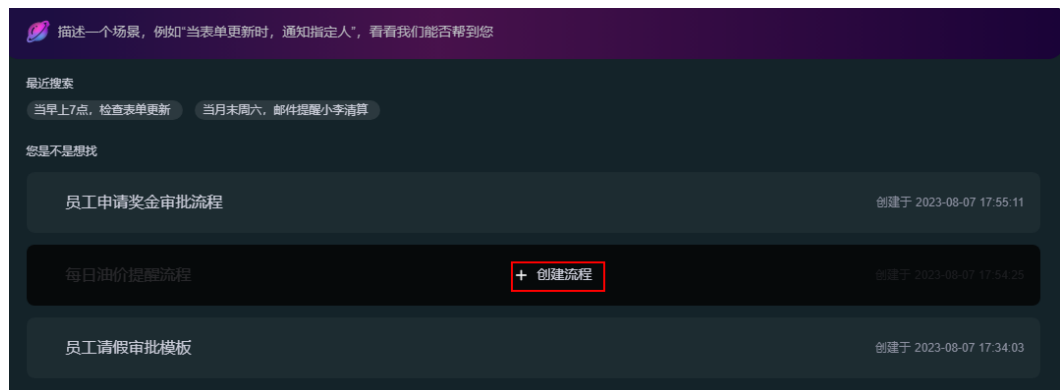 描述一个场景，例如“当表单更新时，通知指定人”，看看我们能否帮到您
最近搜索
当早上7点，检查表单更新 当月末周六，邮件提醒小李清算
您是不是想找
员工申请奖金审批流程 创建于 2023-08-07 17:55:11
每日油价提醒流程 + 创建流程 创建于 2023-08-07 17:54:25
员工请假审批模板 创建于 2023-08-07 17:34:03